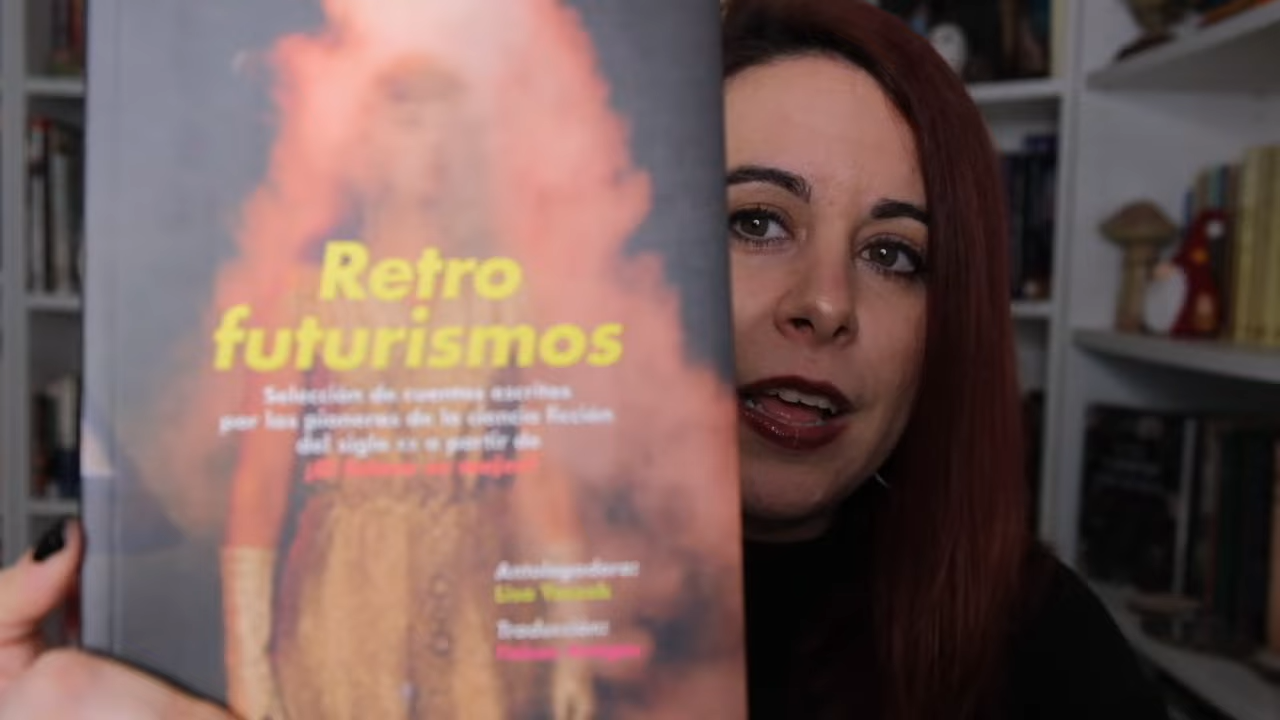 Retro
futurismos
Selección de cuentos escritos
por las pioneras de la ciencia ficción
del siglo xx a partir de
Antologadora:
Lisa Yaszek
Traducción: